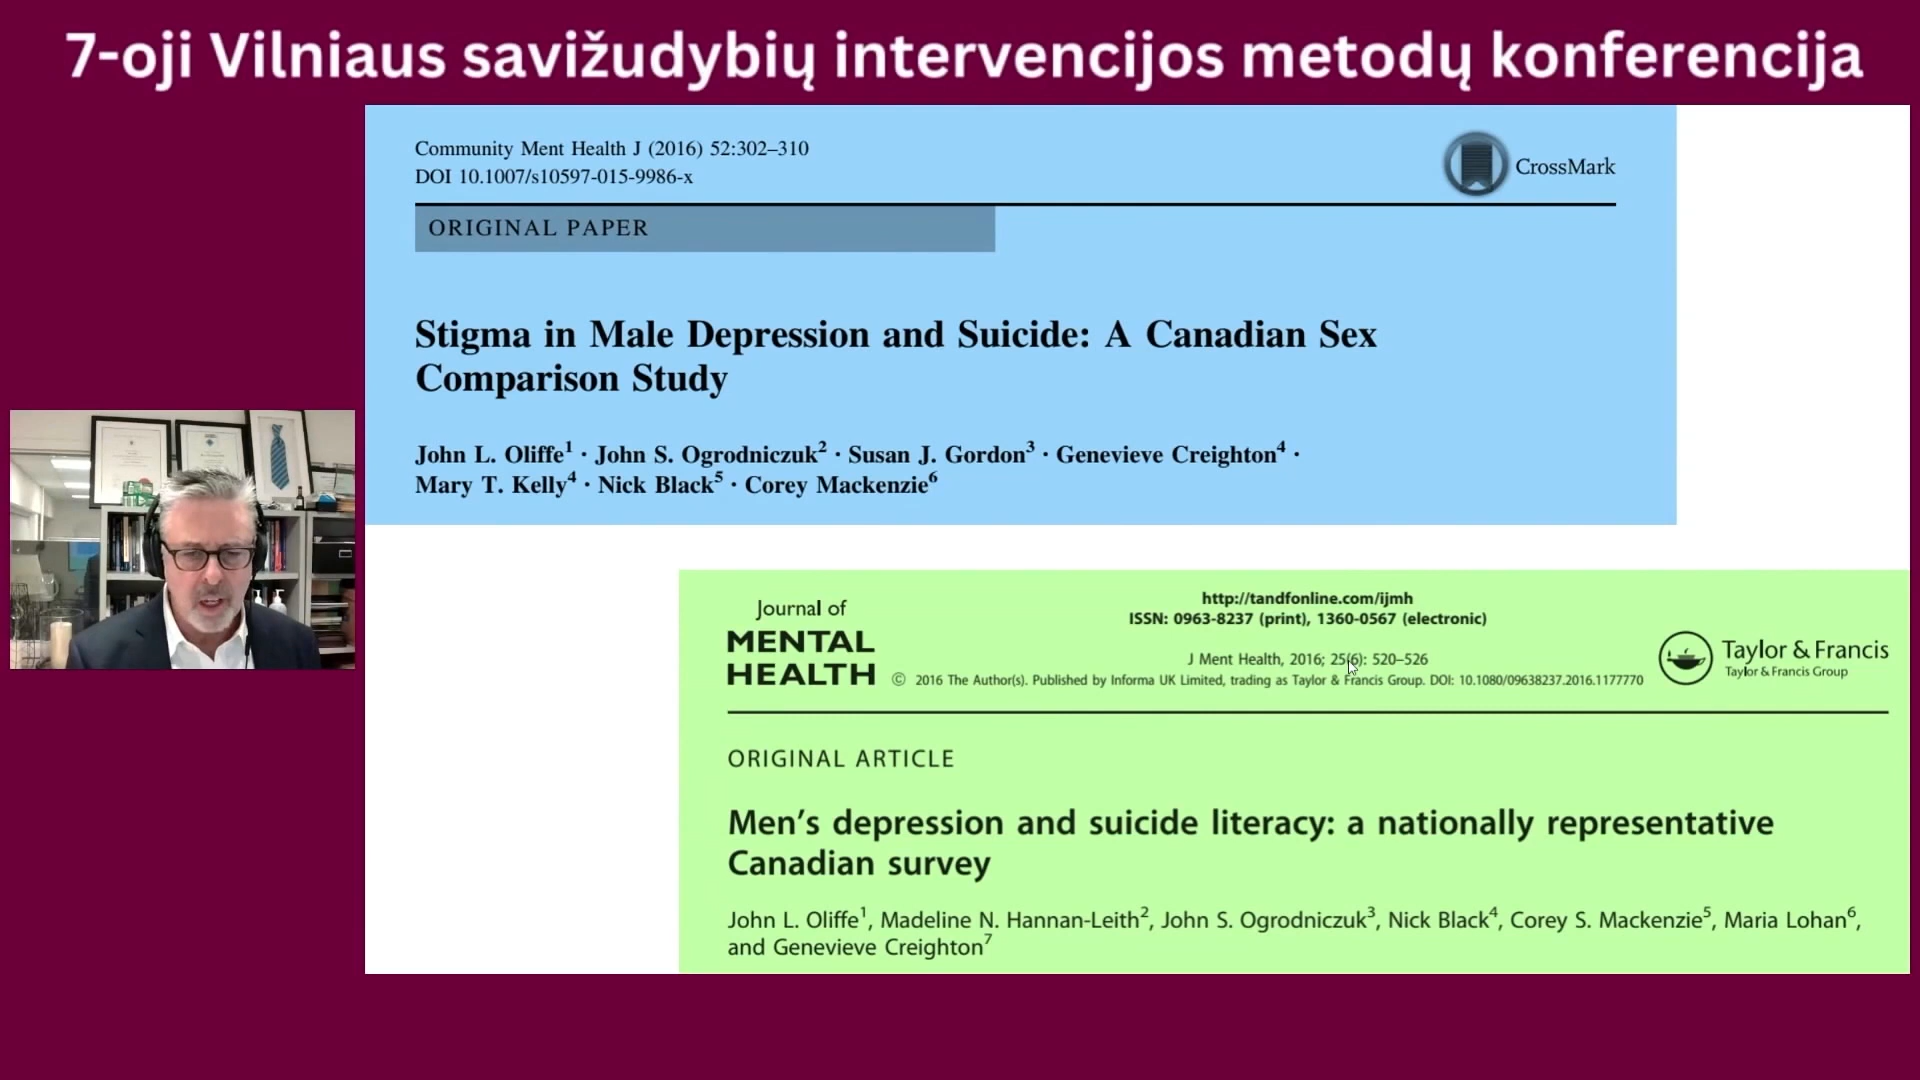 7-oji Vilniaus savižudybių intervencijos metodų konferencija
Community Ment Health J (2016) 52:302–310
DOI 10.1007/s10597-015-9986-x
CrossMark
ORIGINAL PAPER
Stigma in Male Depression and Suicide: A Canadian Sex
Comparison Study
John L. Oliffe1 · John S. Ogrodniczuk2 · Susan J. Gordon3 · Genevieve Creighton4 ·
Mary T. Kelly4 · Nick Black5 · Corey Mackenzie6
Journal of
MENTAL
HEALTH
http://tandfonline.com/ijmh
ISSN: 0963-8237 (print), 1360-0567 (electronic)
J Ment Health, 2016; 25(6): 520–526
© 2016 The Author(s). Published by Informa UK Limited, trading as Taylor & Francis Group. DOI: 10.1080/09638237.2016.1177770
Taylor & Francis
Taylor & Francis Group
ORIGINAL ARTICLE
Men's depression and suicide literacy: a nationally representative
Canadian survey
John L. Oliffe1, Madeline N. Hannan-Leith2, John S. Ogrodniczuk3, Nick Black4, Corey S. Mackenzie5, Maria Lohan6,
and Genevieve Creighton7